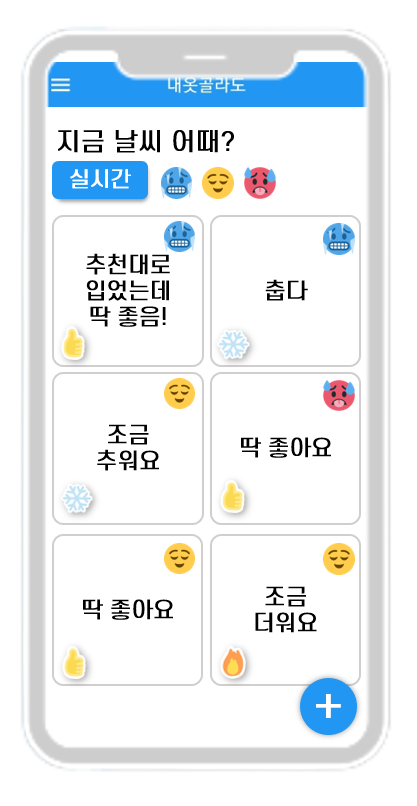 내옷골라도
지금 날씨 어때?
실시간
추천대로
입었는데
딱 좋음!
춥다
조금
추워요
딱 좋아요
딱 좋아요
조금
더워요